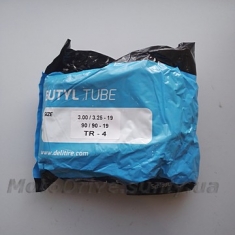 BUTYL TUBE
SIZE
3.00 / 3.25 - 19
90 / 90 - 19
TR - 4
www.delitire.com